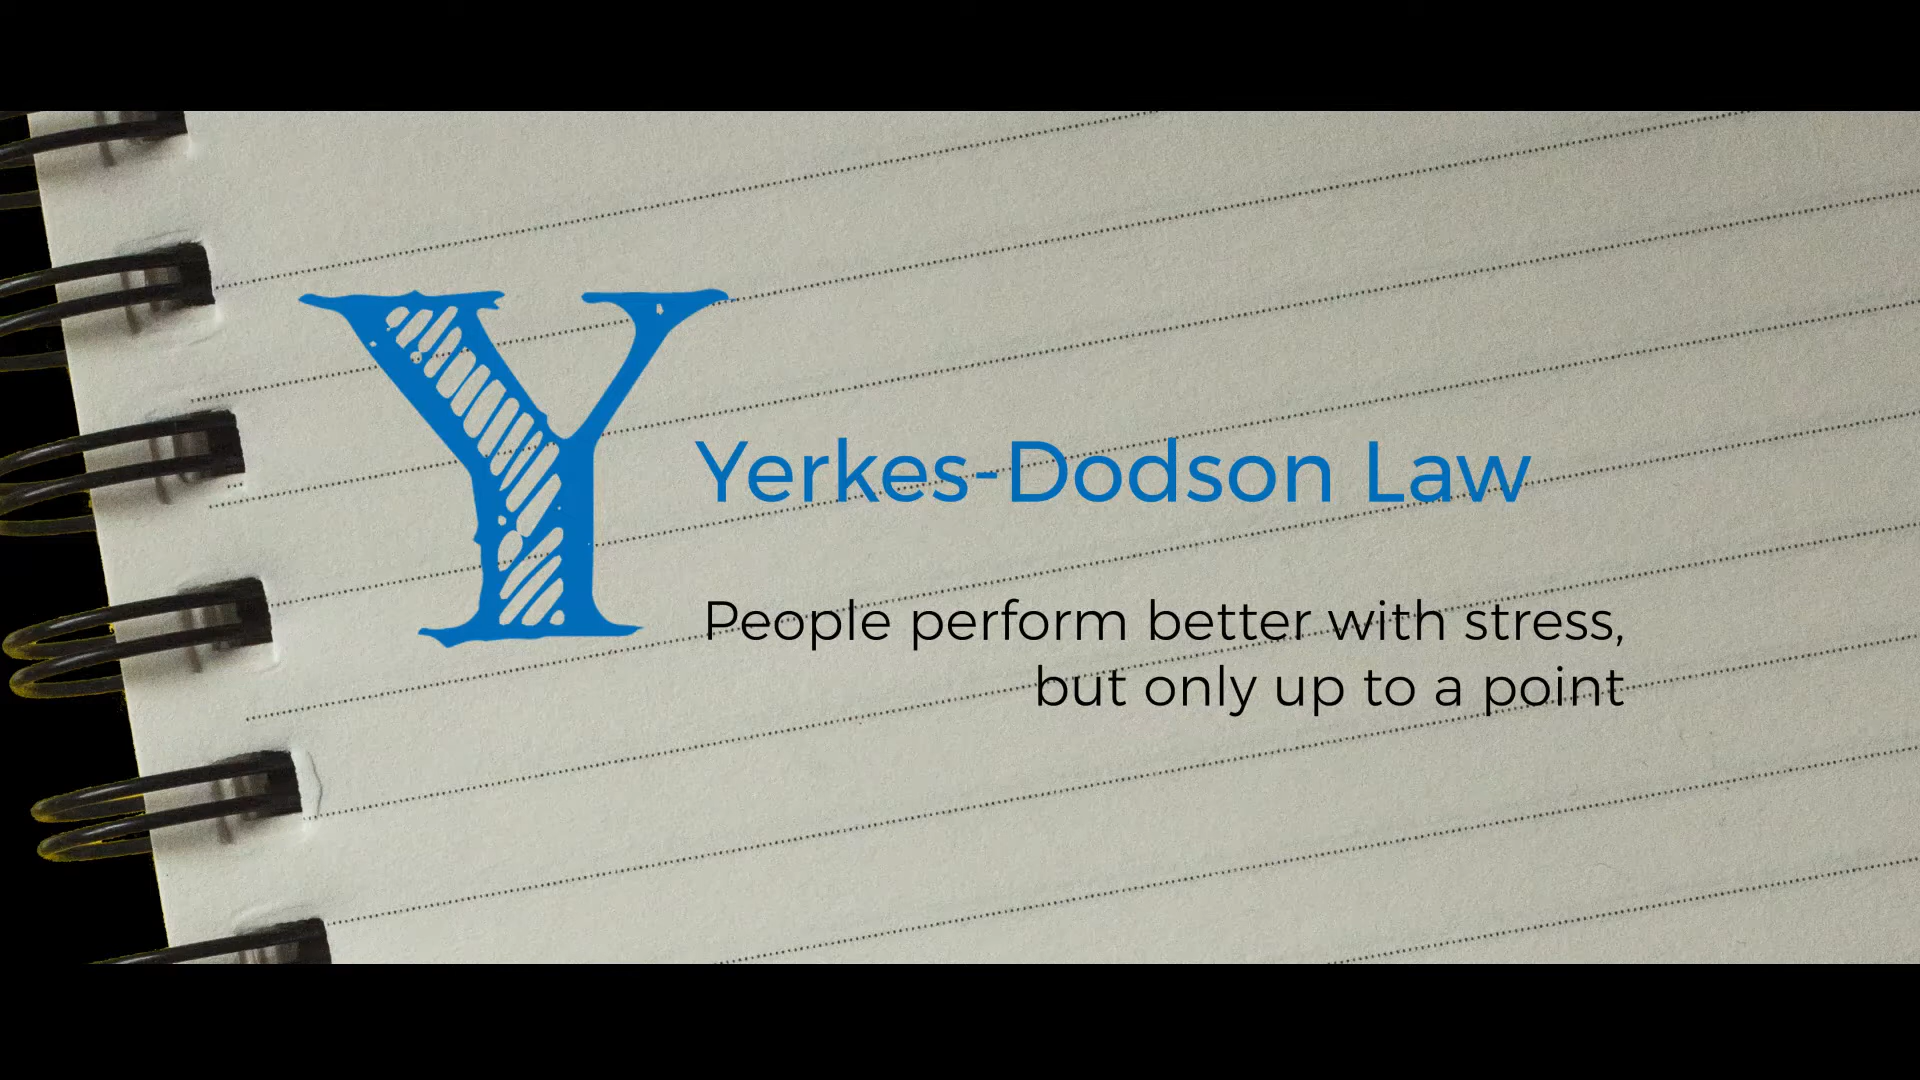 Y
Yerkes-Dodson Law
People perform better with stress,
but only up to a point